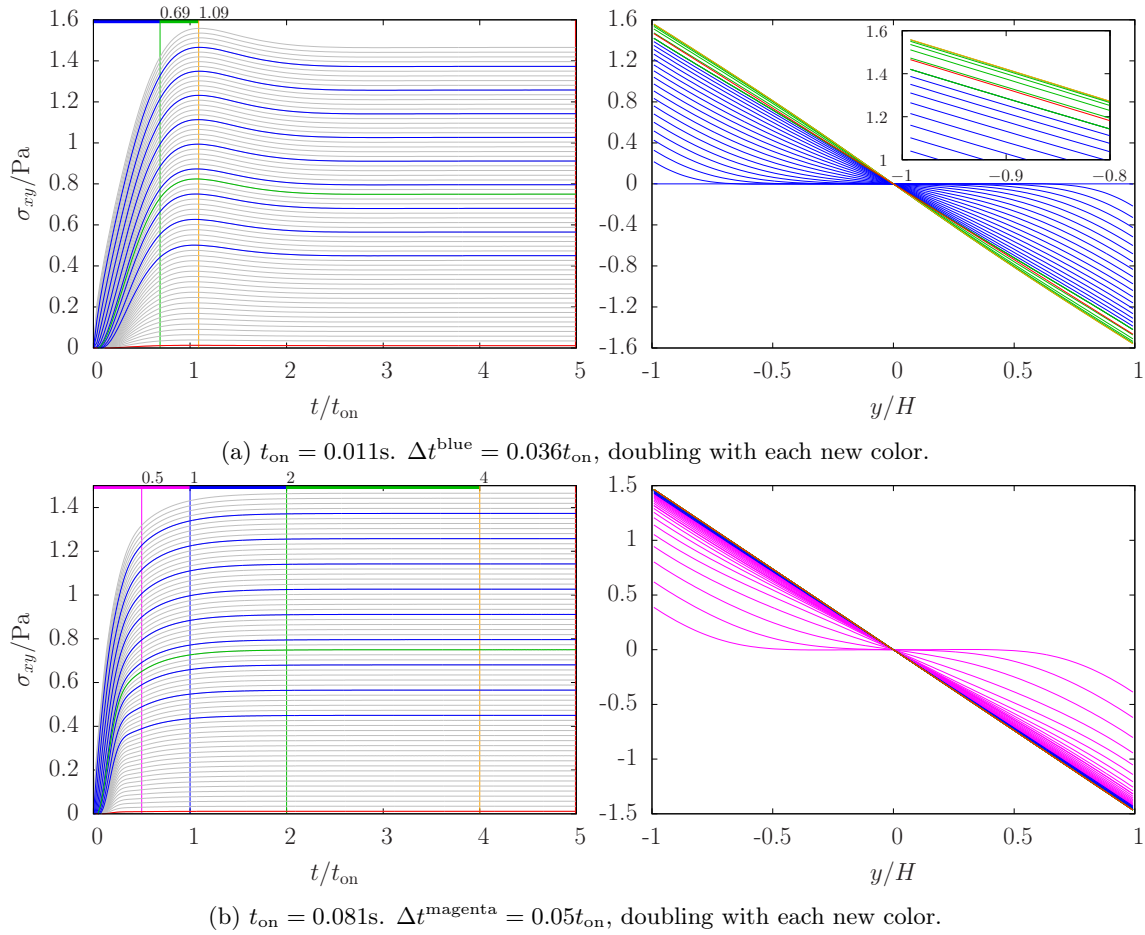 0.69 1.09
1.6
1.4
1.2
1
0.8
0.6
0.4
0.2
0
σxy/Pa
0 1 2 3 4 5
t/ton
1.6
1.2
0.8
0.4
0
-0.4
-0.8
-1.2
-1.6
-1 -0.5 0 0.5 1
y/H
1.6
1.4
1.2
1
−1 −0.9 −0.8
(a) ton = 0.011s. Δt^blue = 0.036ton, doubling with each new color.
0.5 1 2 4
1.4
1.2
1
0.8
0.6
0.4
0.2
0
σxy/Pa
0 1 2 3 4 5
t/ton
1.5
1
0.5
0
-0.5
-1
-1.5
-1 -0.5 0 0.5 1
y/H
(b) ton = 0.081s. Δt^magenta = 0.05ton, doubling with each new color.